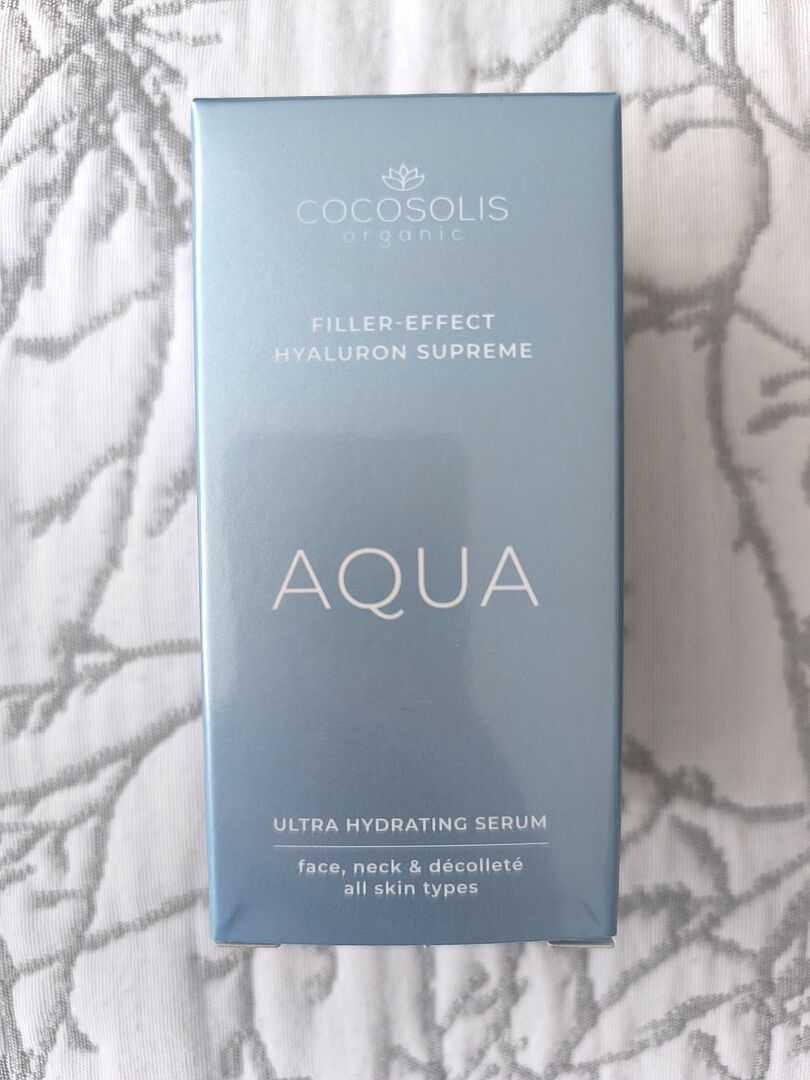 COCOSOLIS
organic
FILLER-EFFECT
HYALURON SUPREME
AQUA
ULTRA HYDRATING SERUM
face, neck & décolleté
all skin types